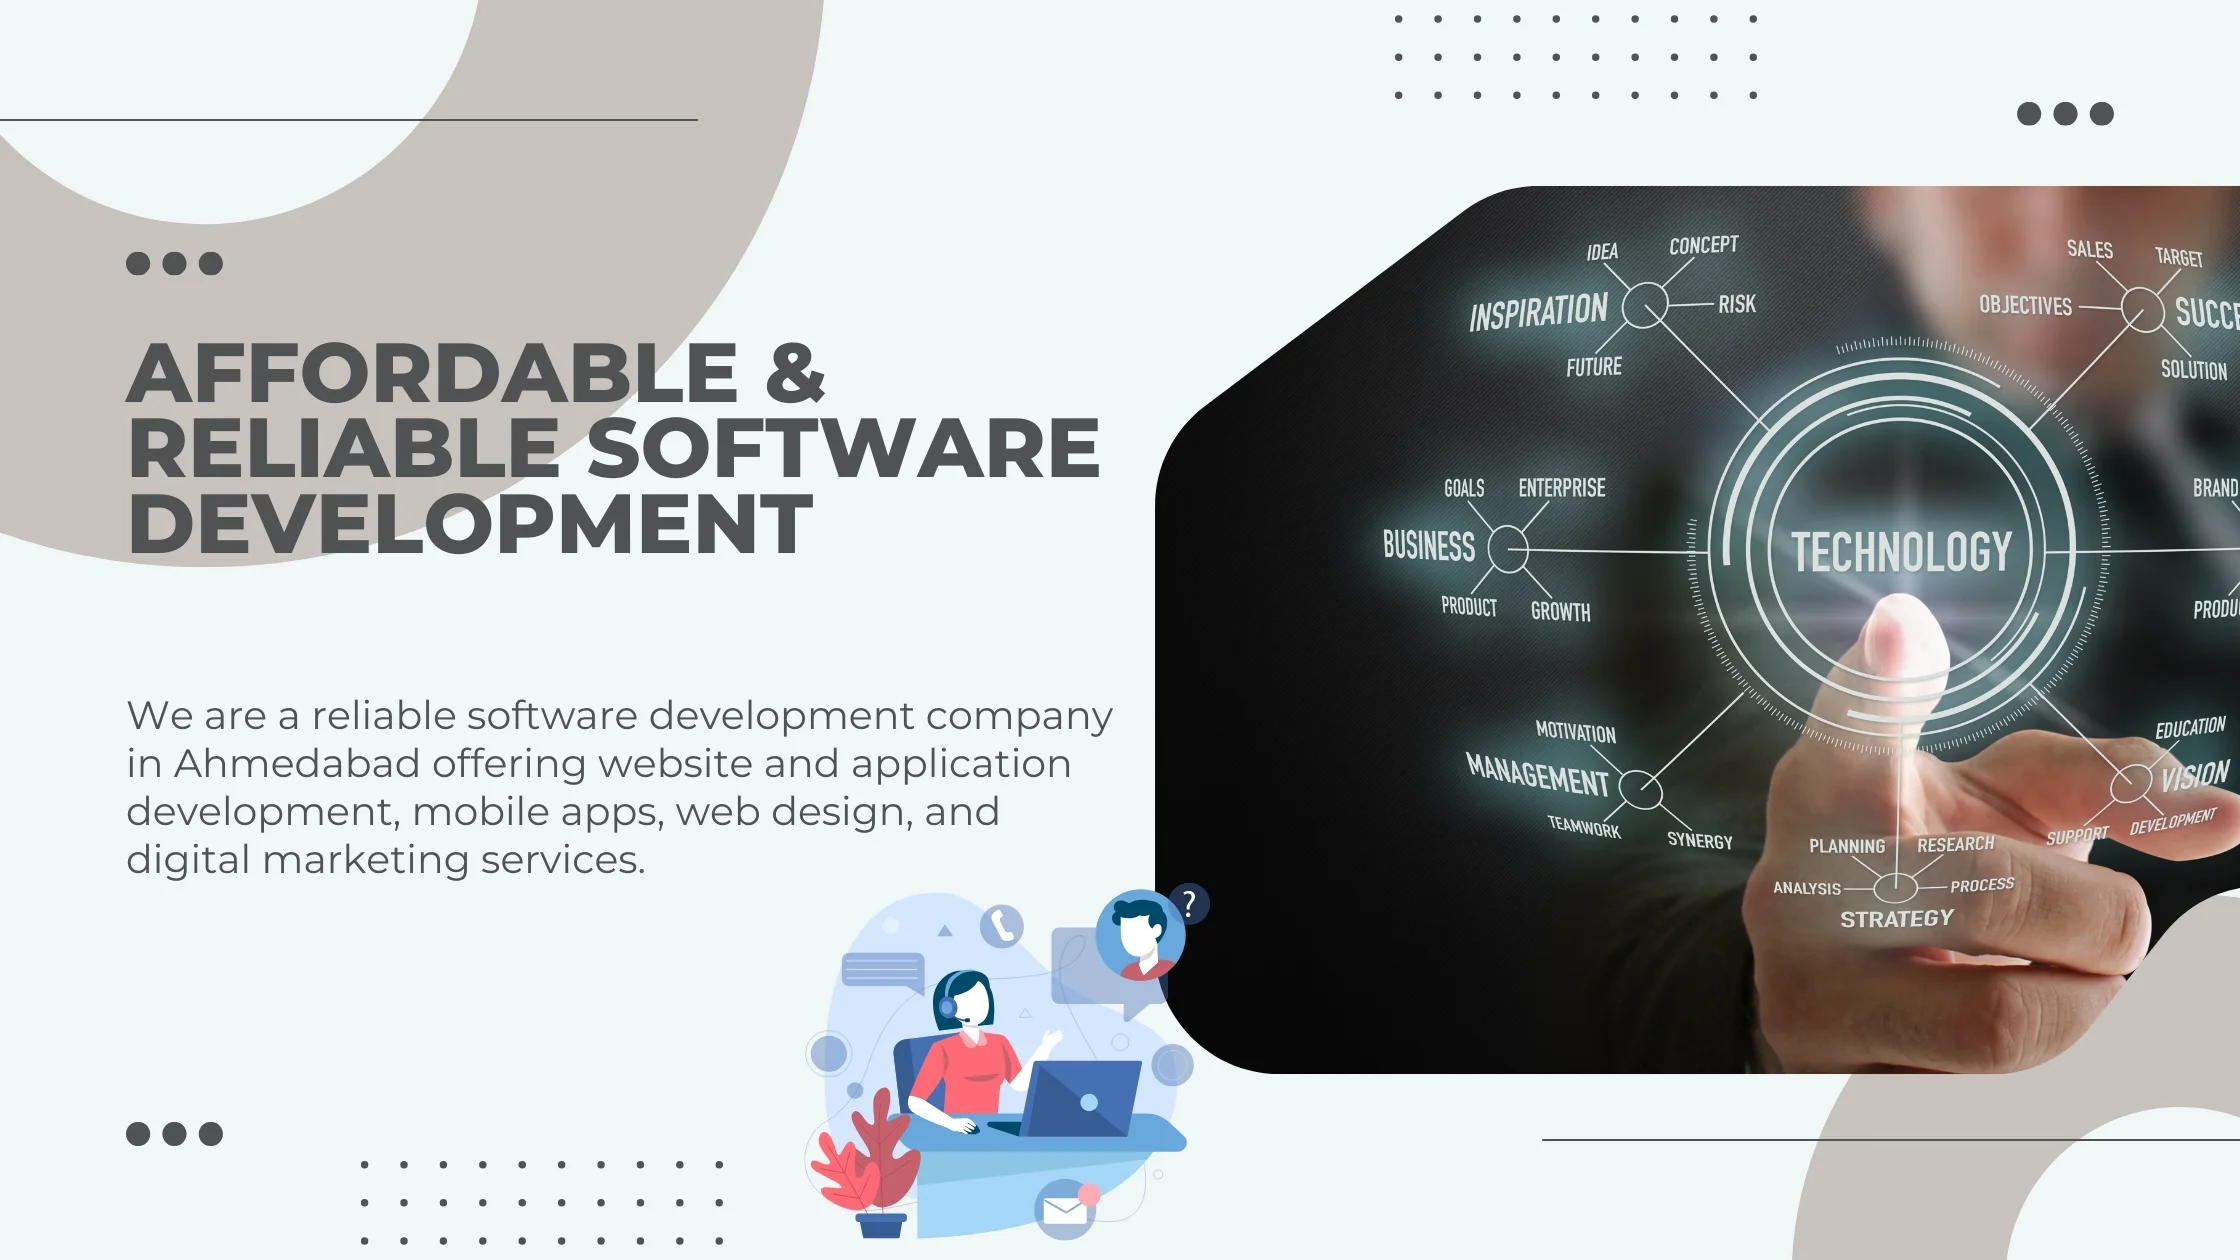 AFFORDABLE &
RELIABLE SOFTWARE
DEVELOPMENT
We are a reliable software development company
in Ahmedabad offering website and application
development, mobile apps, web design, and
digital marketing services.
?
IDEA
CONCEPT
INSPIRATION
RISK
FUTURE
SALES
TARGET
OBJECTIVES
SUCCE
SOLUTION
GOALS
ENTERPRISE
BUSINESS
PRODUCT
GROWTH
TECHNOLOGY
BRAND
PRODU
MOTIVATION
MANAGEMENT
TEAMWORK
SYNERGY
EDUCATION
VISION
SUPPORT
DEVELOPMENT
PLANNING
RESEARCH
ANALYSIS
PROCESS
STRATEGY